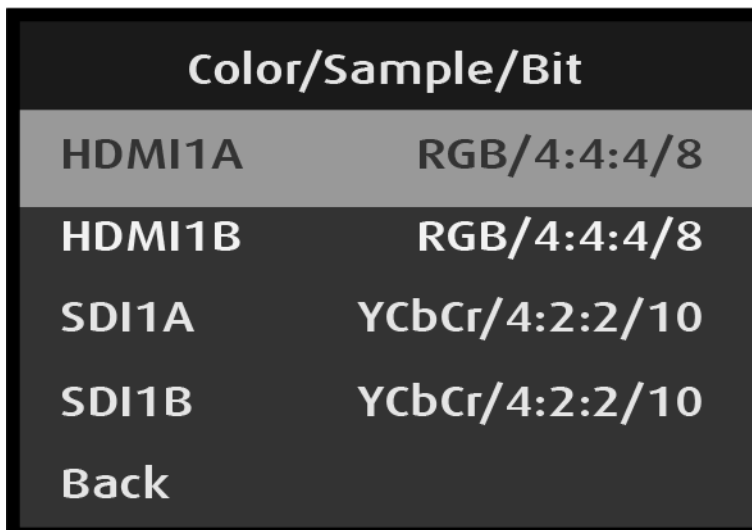 Color/Sample/Bit
HDMI1A RGB/4:4:4/8
HDMI1B RGB/4:4:4/8
SDI1A YCbCr/4:2:2/10
SDI1B YCbCr/4:2:2/10
Back